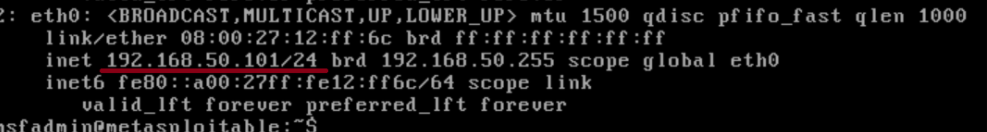 2: eth0: <BROADCAST,MULTICAST,UP,LOWER_UP> mtu 1500 qdisc pfifo_fast qlen 1000
link/ether 08:00:27:12:ff:6c brd ff:ff:ff:ff:ff:ff
inet 192.168.50.101/24 brd 192.168.50.255 scope global eth0
inet6 fe80::a00:27ff:fe12:ff6c/64 scope link
valid_lft forever preferred_lft forever
msfadmin@metasploitable:~$